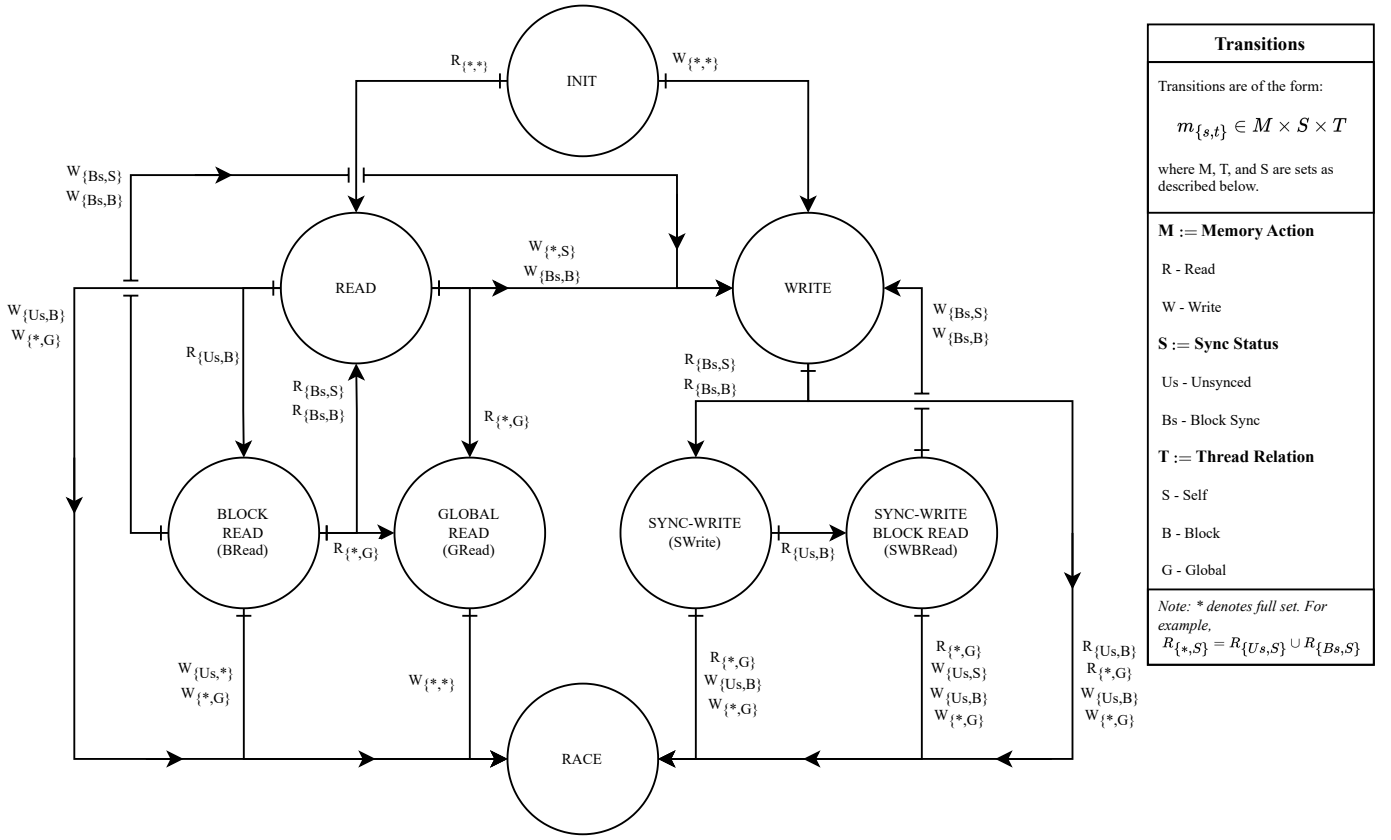 INIT
R{*,*}
W{*,*}
W{Bs,S}
W{Bs,B}
READ
W{*,S}
W{Bs,B}
WRITE
W{Us,B}
W{*,G}
R{Us,B}
R{Bs,S}
R{Bs,B}
R{*,G}
R{Bs,S}
R{Bs,B}
W{Bs,S}
W{Bs,B}
BLOCK
READ
(BRead)
R{*,G}
GLOBAL
READ
(GRead)
SYNC-WRITE
(SWrite)
R{Us,B}
SYNC-WRITE
BLOCK READ
(SWBRead)
W{Us,*}
W{*,G}
W{*,*}
R{*,G}
W{Us,B}
W{*,G}
R{*,G}
W{Us,S}
W{Us,B}
W{*,G}
R{Us,B}
R{*,G}
W{Us,B}
W{*,G}
RACE
Transitions
Transitions are of the form:
m{s,t} ∈ M × S × T
where M, T, and S are sets as
described below.
M := Memory Action
R - Read
W - Write
S := Sync Status
Us - Unsynced
Bs - Block Sync
T := Thread Relation
S - Self
B - Block
G - Global
Note: * denotes full set. For
example,
R{*,S} = R{Us,S} ∪ R{Bs,S}